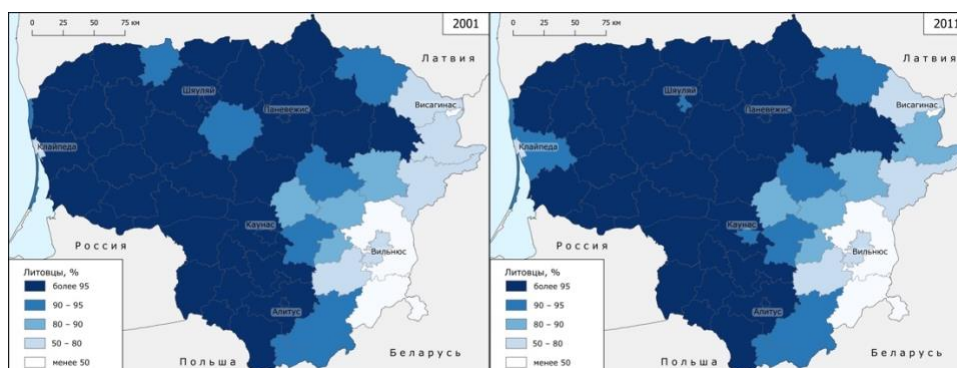 0 25 50 75 км
2001
Латвия
Висагинас
Шяуляй
Паневежис
Клайпеда
Каунас
Вильнюс
Алитус
Россия
Польша
Беларусь
Литовцы, %
более 95
90 – 95
80 – 90
50 – 80
менее 50
0 25 50 75 км
2011
Латвия
Висагинас
Шяуляй
Паневежис
Клайпеда
Каунас
Вильнюс
Алитус
Россия
Польша
Беларусь
Литовцы, %
более 95
90 – 95
80 – 90
50 – 80
менее 50